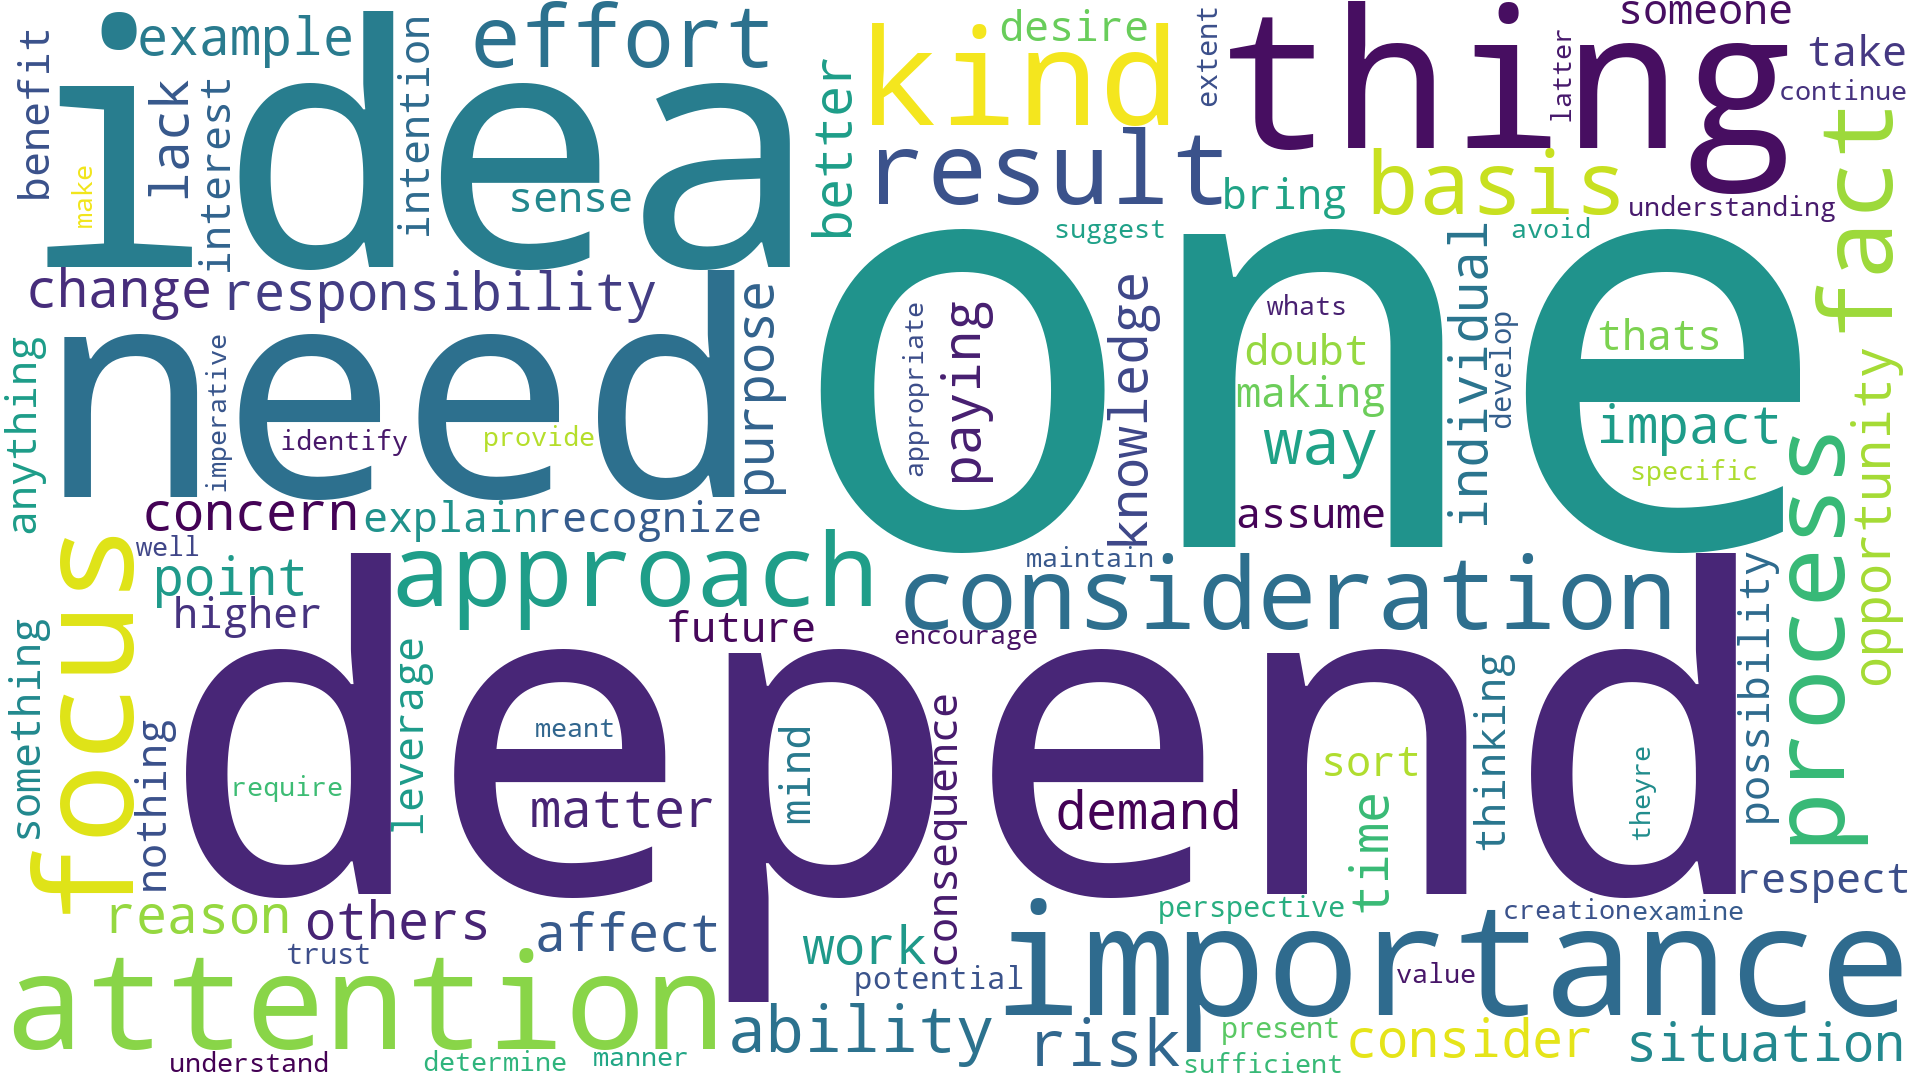 idea
one
need
depend
thing
kind
effort
example
benefit
lack
interest
intention
make
sense
better
desire
extent
latter
someone
take
continue
result
basis
bring
understanding
suggest
avoid
fact
change
responsibility
purpose
anything
imperative
identify
provide
appropriate
paying
knowledge
whats
doubt
making
way
assume
individual
develop
thats
impact
specific
opportunity
process
concern
explain
recognize
well
point
higher
approach
focus
future
encourage
maintain
consideration
possibility
something
nothing
leverage
require
meant
matter
mind
consequence
demand
sort
time
thinking
theyre
respect
reason
others
trust
affect
work
potential
perspective
creation
examine
importance
value
attention
ability
risk
present
sufficient
consider
situation
understand
determine
manner